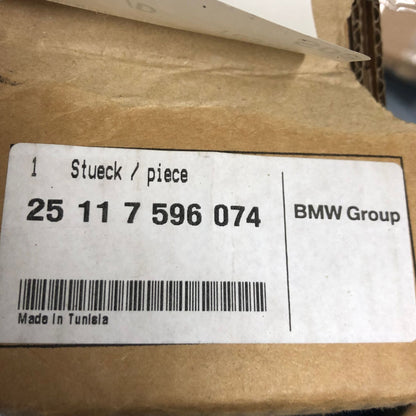 1 Stueck / piece
25 11 7 596 074
BMW Group
Made in Tunisia